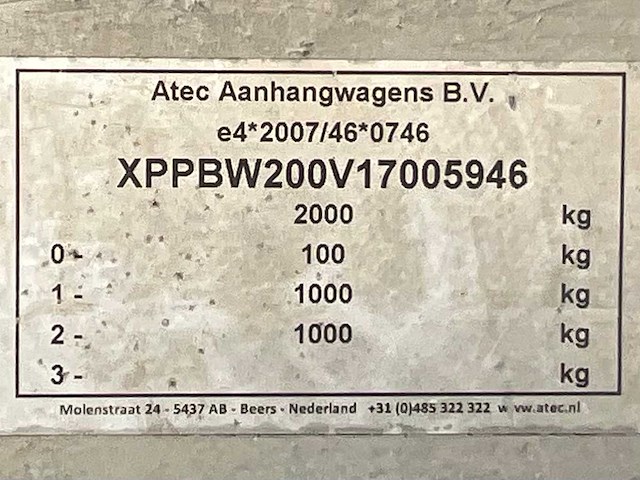 Atec Aanhangwagens B.V.
e4*2007/46*0746
XPPBW200V17005946
2000 kg
0 - 100 kg
1 - 1000 kg
2 - 1000 kg
3 - kg
Molenstraat 24 - 5437 AB - Beers - Nederland +31 (0)485 322 322 w vw.atec.nl